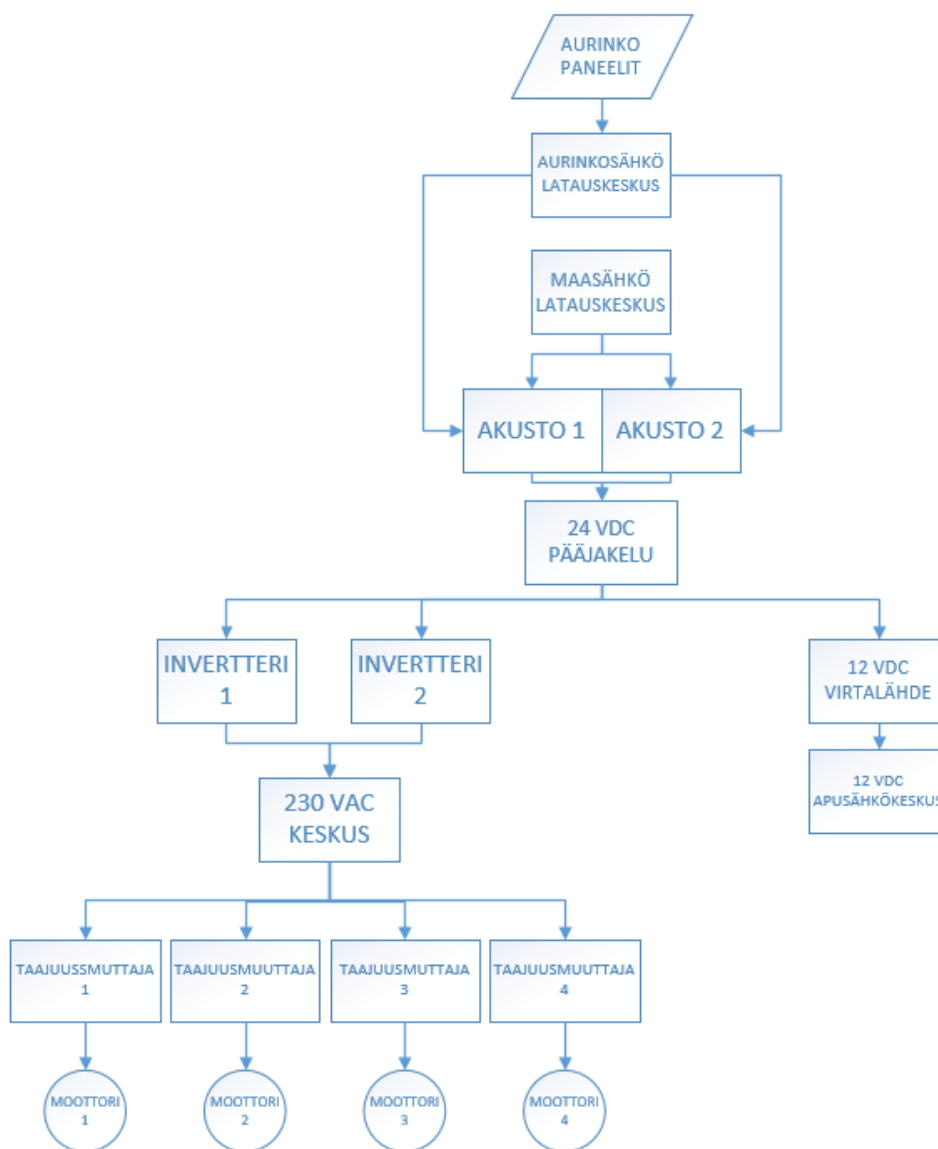 AURINKO
PANEELIT
AURINKOSÄHKÖ
LATAUSKESKUS
MAASÄHKÖ
LATAUSKESKUS
AKUSTO 1
AKUSTO 2
24 VDC
PÄÄJAKELU
INVERTTERI
1
INVERTTERI
2
12 VDC
VIRTALÄHDE
12 VDC
APUSÄHKÖKESKUS
230 VAC
KESKUS
TAAJUUSSMUTTAJA
1
TAAJUUSMUUTTAJA
2
TAAJUUSMUTTAJA
3
TAAJUUSMUUTTAJA
4
MOOTTORI
1
MOOTTORI
2
MOOTTORI
3
MOOTTORI
4